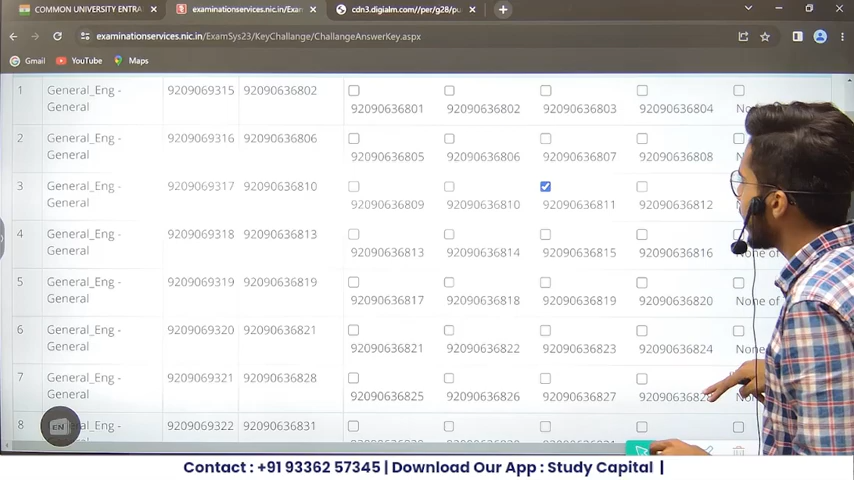 COMMON UNIVERSITY ENTRA
examinationservices.nic.in/Exan
cdn3.digialm.com//per/g28/pu
examinationservices.nic.in/ExamSys23/KeyChallange/ChallangeAnswerKey.aspx
Gmail YouTube Maps
1 General_Eng - General 9209069315 92090636802 92090636801 92090636802 92090636803 92090636804
2 General_Eng - General 9209069316 92090636806 92090636805 92090636806 92090636807 92090636808
3 General_Eng - General 9209069317 92090636810 92090636809 92090636810 92090636811 92090636812
4 General_Eng - General 9209069318 92090636813 92090636813 92090636814 92090636815 92090636816 None of
5 General_Eng - General 9209069319 92090636819 92090636817 92090636818 92090636819 92090636820 None of
6 General_Eng - General 9209069320 92090636821 92090636821 92090636822 92090636823 92090636824
7 General_Eng - General 9209069321 92090636828 92090636825 92090636826 92090636827 92090636828
8 9209069322 92090636831
EN
Contact : +91 93362 57345 | Download Our App : Study Capital |